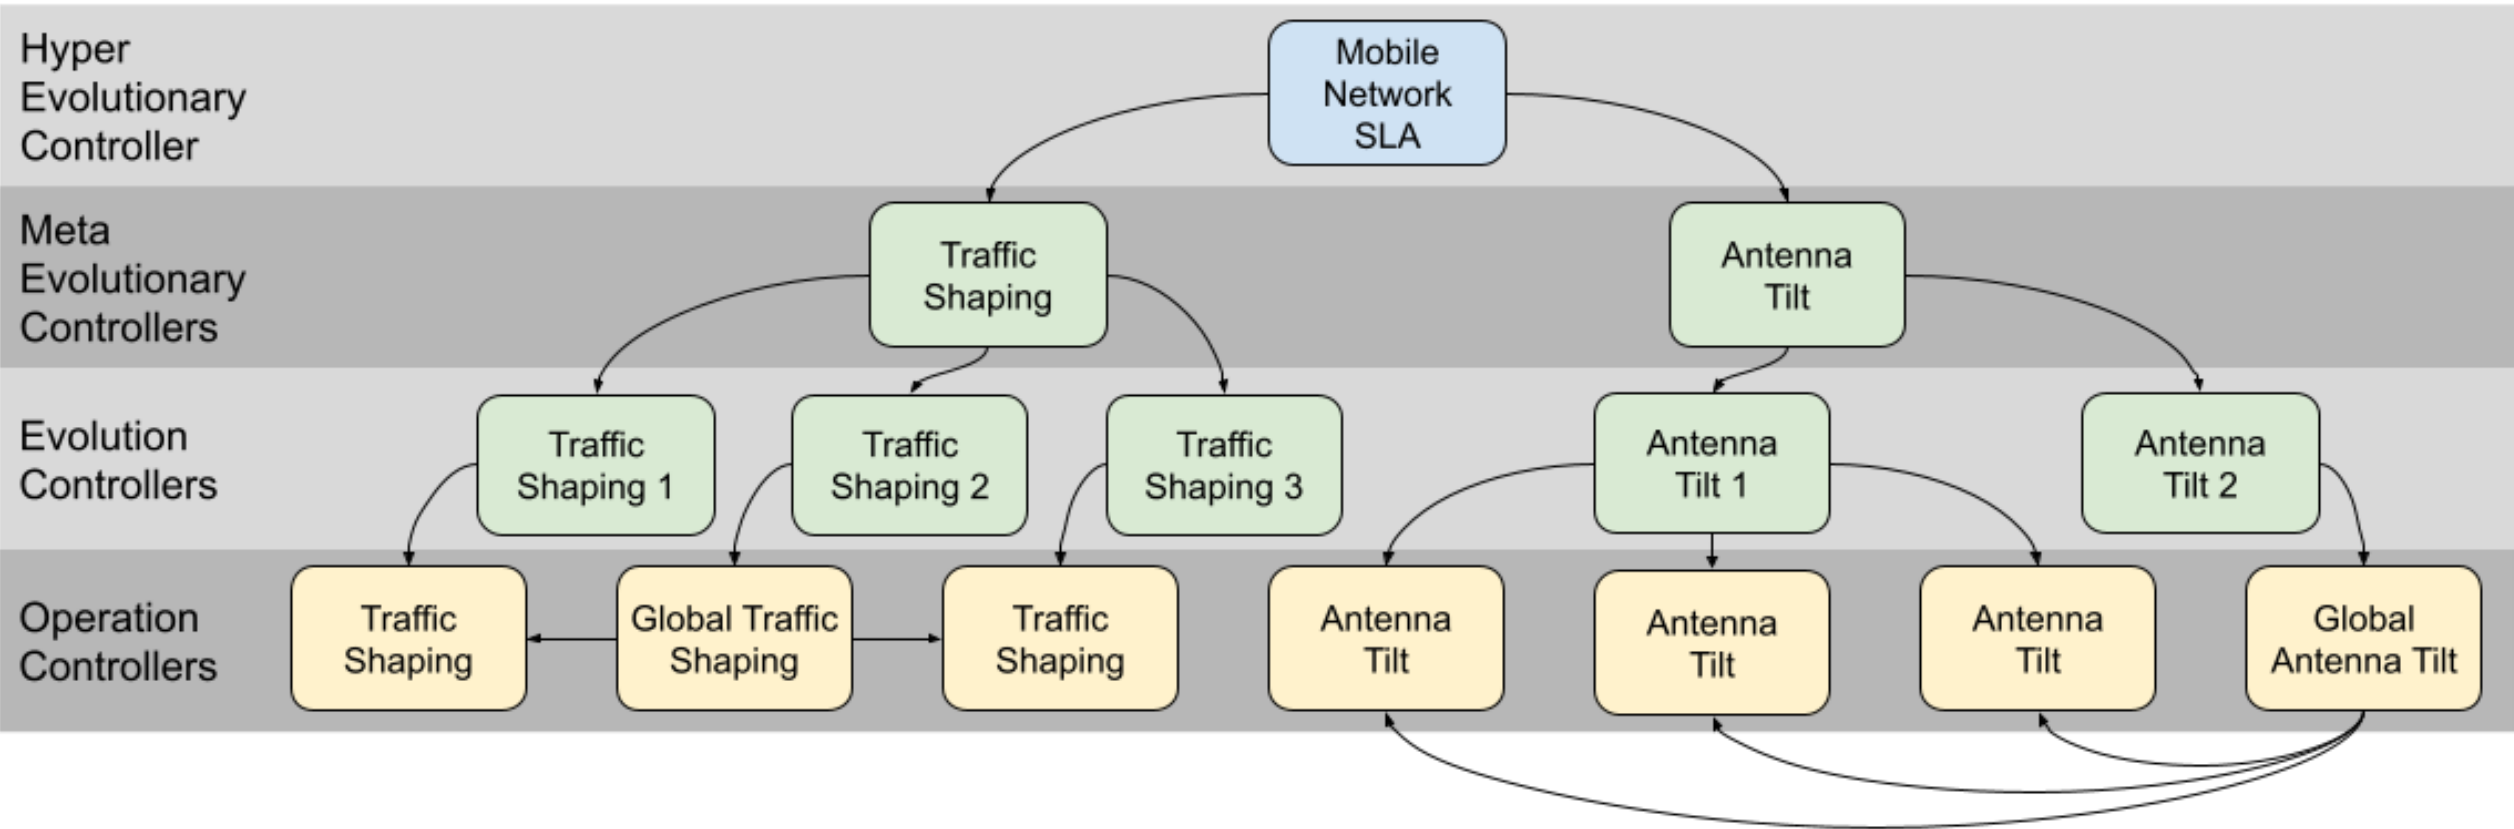 Hyper
Evolutionary
Controller
Mobile
Network
SLA
Meta
Evolutionary
Controllers
Traffic
Shaping
Antenna
Tilt
Evolution
Controllers
Traffic
Shaping 1
Traffic
Shaping 2
Traffic
Shaping 3
Antenna
Tilt 1
Antenna
Tilt 2
Operation
Controllers
Traffic
Shaping
Global Traffic
Shaping
Traffic
Shaping
Antenna
Tilt
Antenna
Tilt
Antenna
Tilt
Global
Antenna Tilt